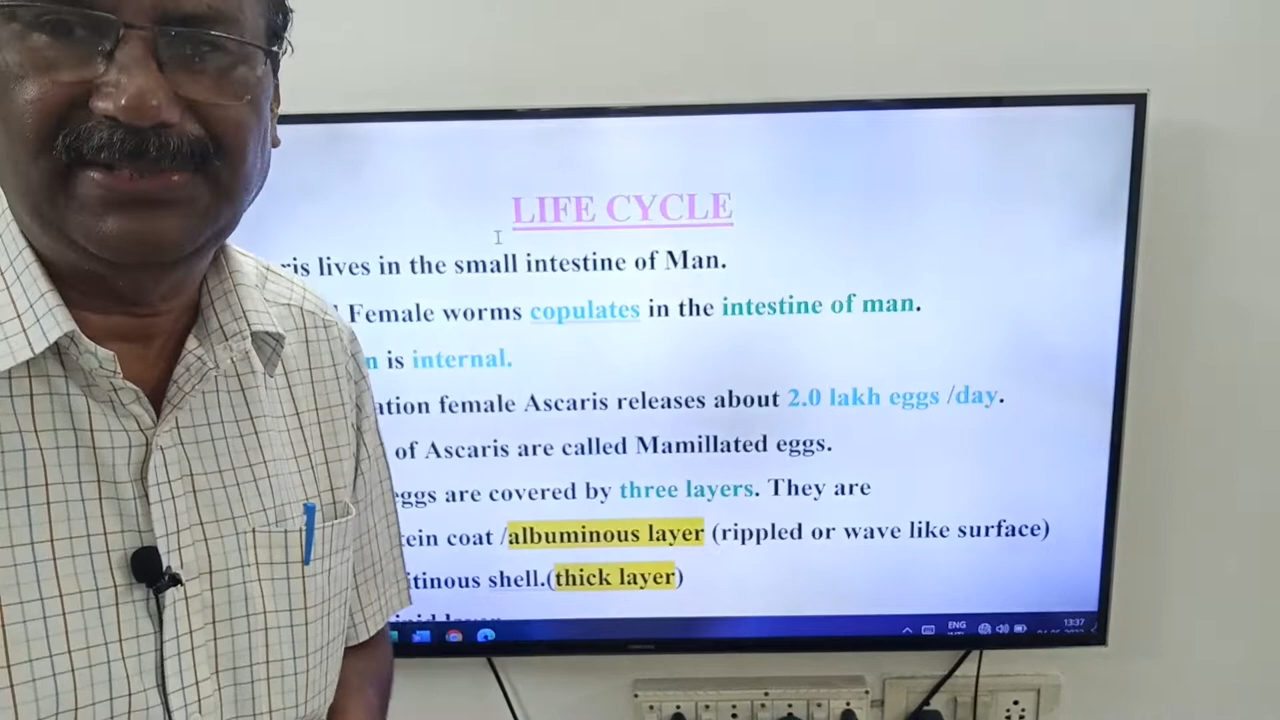 LIFE CYCLE
ris lives in the small intestine of Man.
Female worms copulates in the intestine of man.
n is internal.
ation female Ascaris releases about 2.0 lakh eggs /day.
of Ascaris are called Mamillated eggs.
eggs are covered by three layers. They are
tein coat /albuminous layer (rippled or wave like surface)
itinous shell.(thick layer)
ENG
13:37